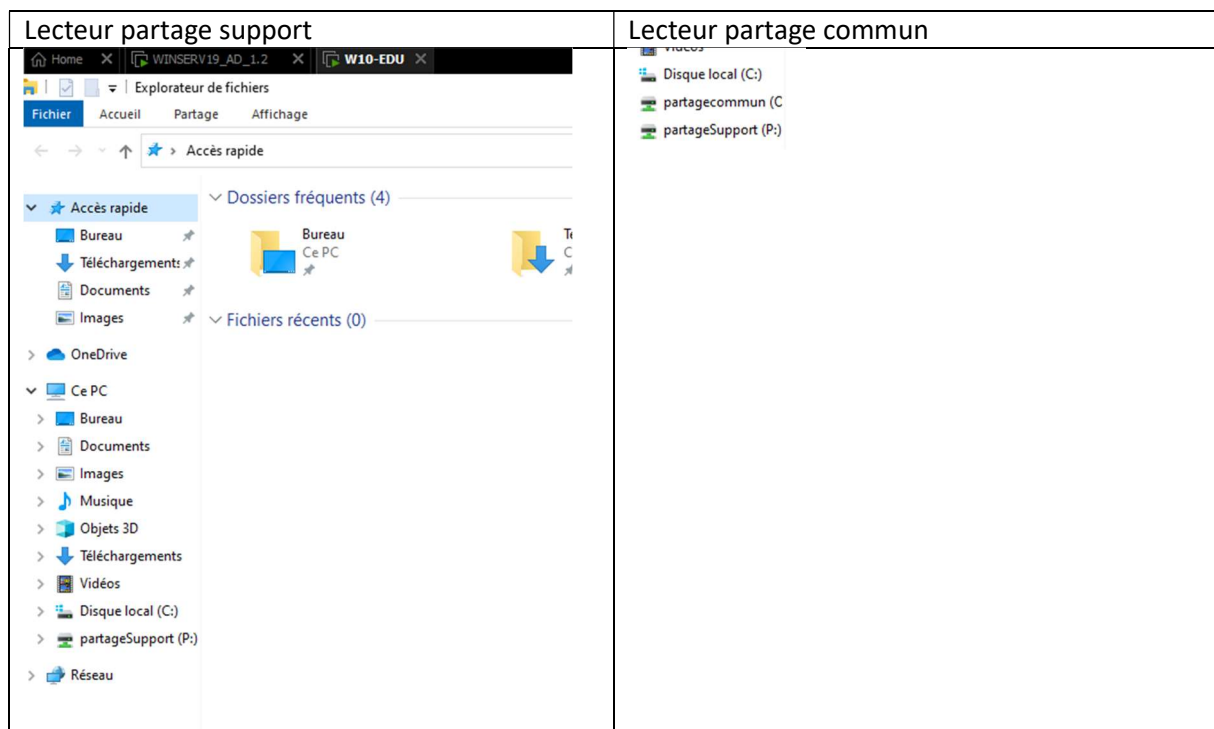 Lecteur partage support
Home WINSERV19_AD_1.2 W10-EDU
Explorateur de fichiers
Fichier Accueil Partage Affichage
Accès rapide
Accès rapide
Bureau
Téléchargements
Documents
Images
OneDrive
Ce PC
Bureau
Documents
Images
Musique
Objets 3D
Téléchargements
Vidéos
Disque local (C:)
partageSupport (P:)
Réseau
Dossiers fréquents (4)
Bureau
Ce PC
Fichiers récents (0)
Lecteur partage commun
Disque local (C:)
partagecommun (C
partageSupport (P:)